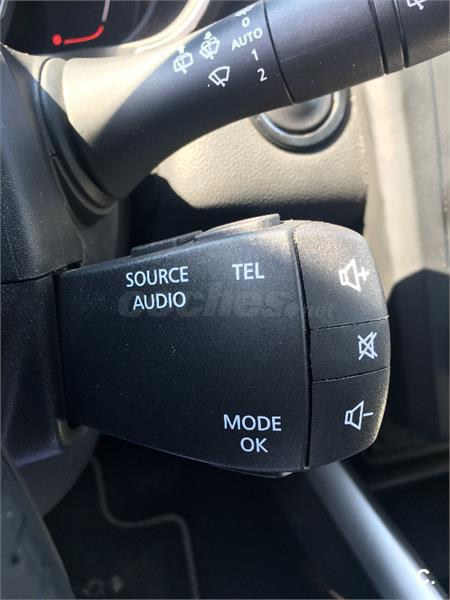 0
AUTO
1
2
SOURCE
AUDIO
TEL
coches.net
MODE
OK
C.